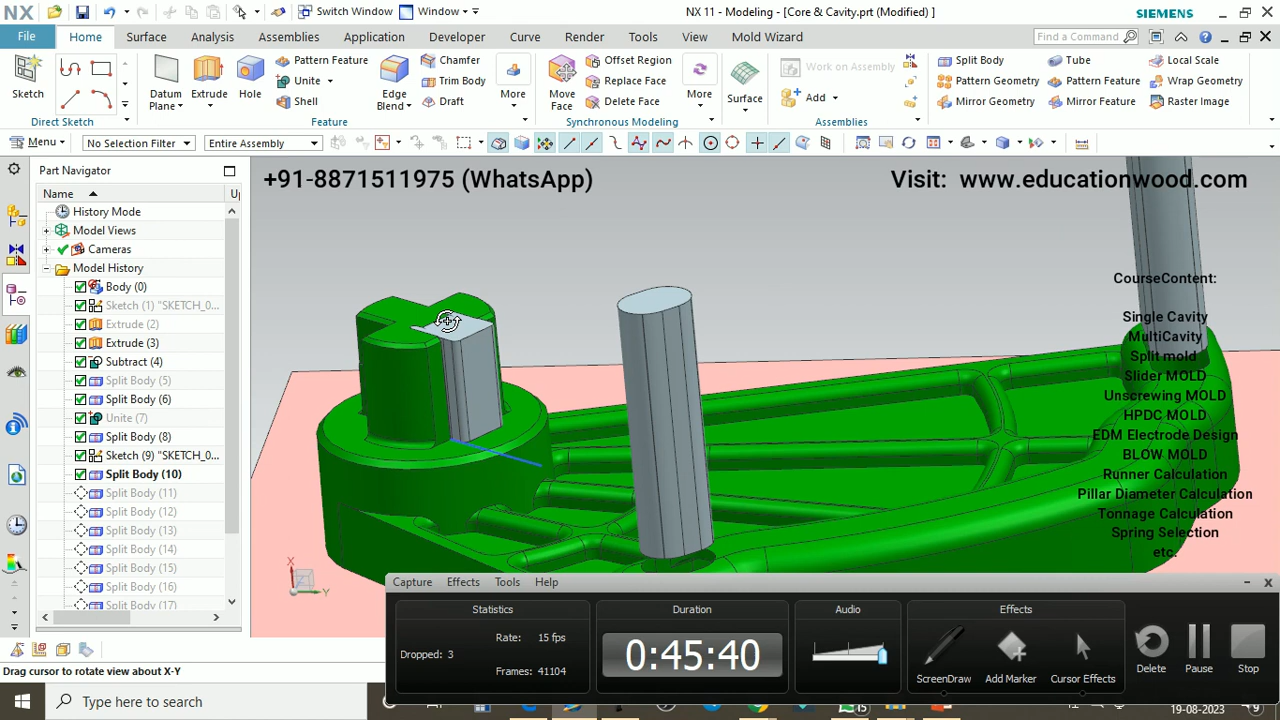 NX
Switch Window
Window
NX 11 - Modeling - [Core & Cavity.prt (Modified) ]
SIEMENS
File
Home
Surface
Analysis
Assemblies
Application
Developer
Curve
Render
Tools
View
Mold Wizard
Find a Command
Sketch
Datum
Plane
Extrude
Hole
Pattern Feature
Unite
Shell
Edge
Blend
Chamfer
Trim Body
Draft
More
Move
Face
Offset Region
Replace Face
Delete Face
More
Surface
Work on Assembly
Add
Split Body
Pattern Geometry
Mirror Geometry
Tube
Pattern Feature
Mirror Feature
Local Scale
Wrap Geometry
Raster Image
Direct Sketch
Feature
Synchronous Modeling
Assemblies
Menu
No Selection Filter
Entire Assembly
Part Navigator
Name
Up
History Mode
Model Views
Cameras
Model History
Body (0)
Sketch (1) "SKETCH_0...
Extrude (2)
Extrude (3)
Subtract (4)
Split Body (5)
Split Body (6)
Unite (7)
Split Body (8)
Sketch (9) "SKETCH_0...
Split Body (10)
Split Body (11)
Split Body (12)
Split Body (13)
Split Body (14)
Split Body (15)
Split Body (16)
Split Body (17)
+91-8871511975 (WhatsApp)
Visit: www.educationwood.com
CourseContent:
Single Cavity
MultiCavity
Split mold
Slider MOLD
Unscrewing MOLD
HPDC MOLD
EDM Electrode Design
BLOW MOLD
Runner Calculation
Pillar Diameter Calculation
Tonnage Calculation
Spring Selection
etc.
X
Y
Capture
Effects
Tools
Help
Statistics
Rate: 15 fps
Dropped: 3
Frames: 41104
Duration
0:45:40
Audio
Effects
ScreenDraw
Add Marker
Cursor Effects
Delete
Pause
Stop
Drag cursor to rotate view about X-Y
Type here to search
15
19-08-2023
9